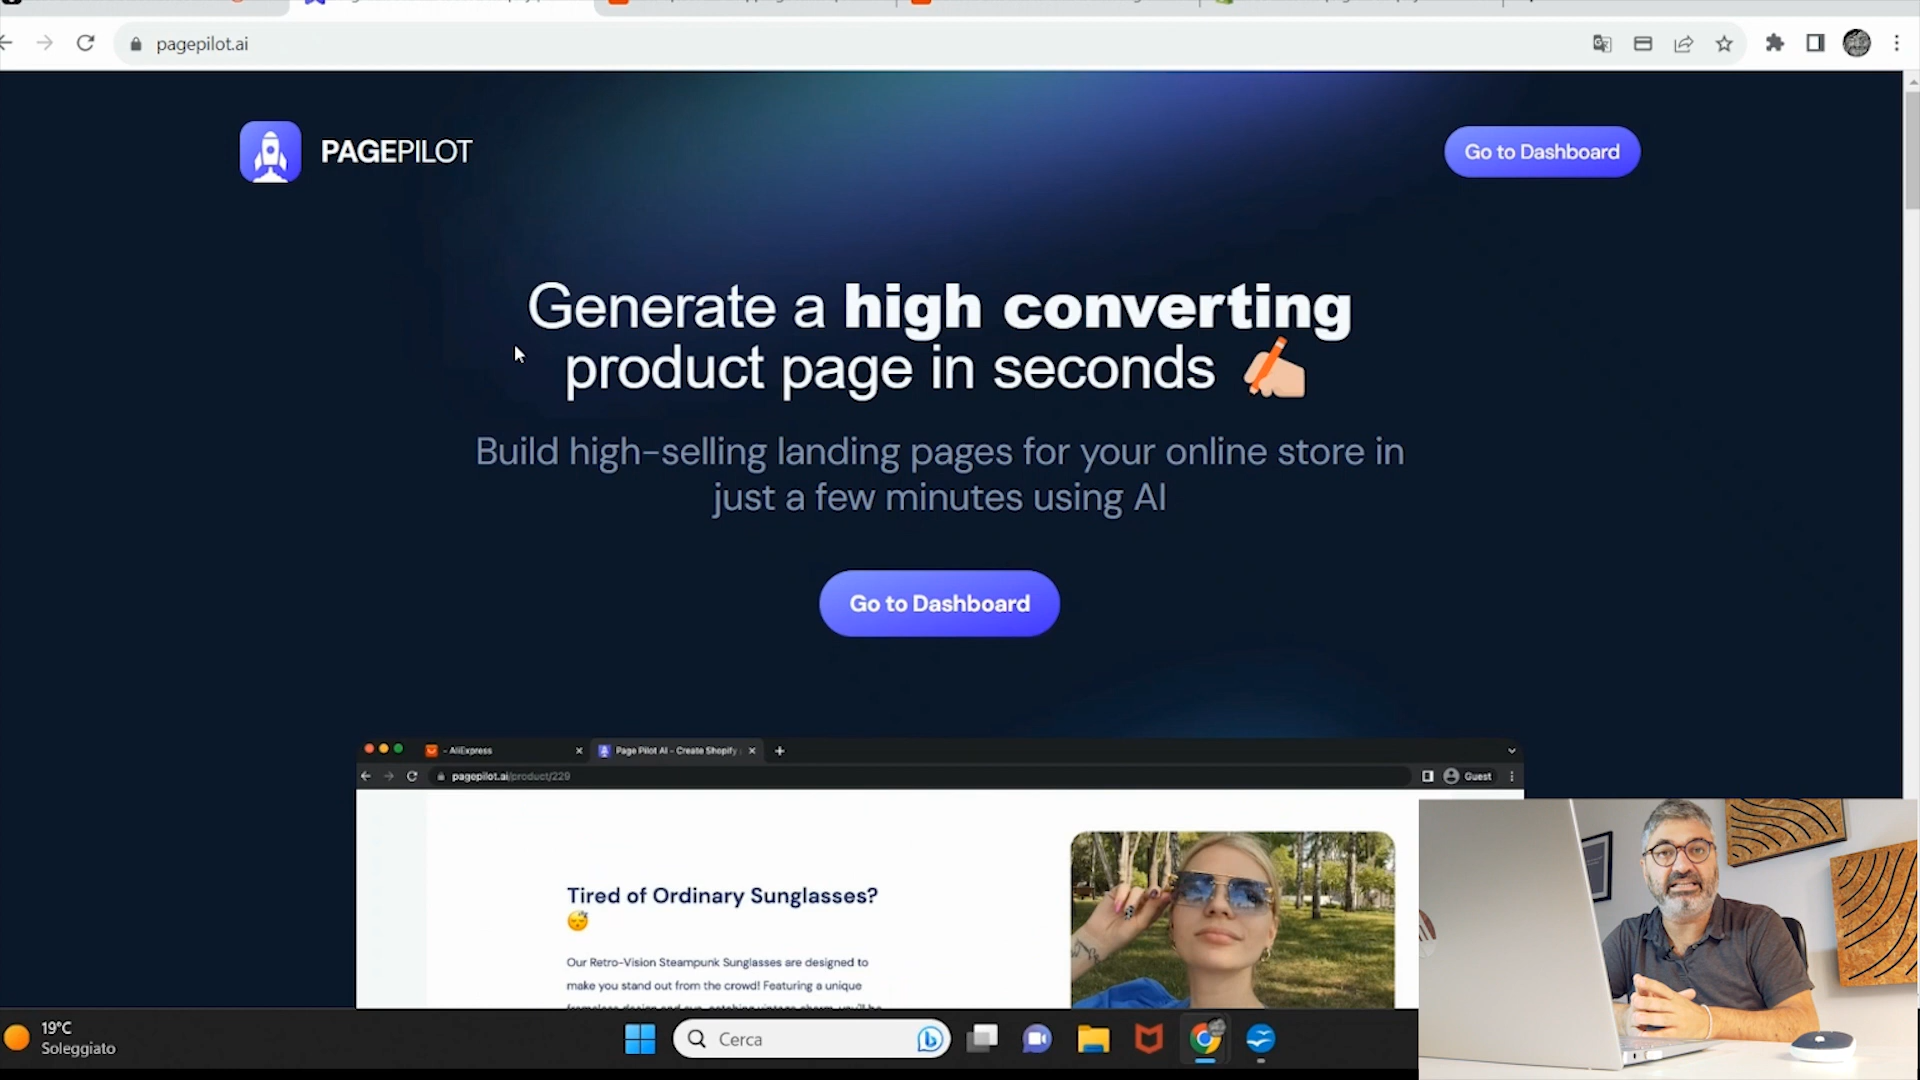 pagepilot.ai
PAGEPILOT
Go to Dashboard
Generate a high converting
product page in seconds
Build high-selling landing pages for your online store in
just a few minutes using AI
Go to Dashboard
- AliExpress
Page Pilot AI - Create Shopify
pagepilot.ai/product/229
Guest
Tired of Ordinary Sunglasses?
Our Retro-Vision Steampunk Sunglasses are designed to
make you stand out from the crowd! Featuring a unique
19°C
Soleggiato
Cerca